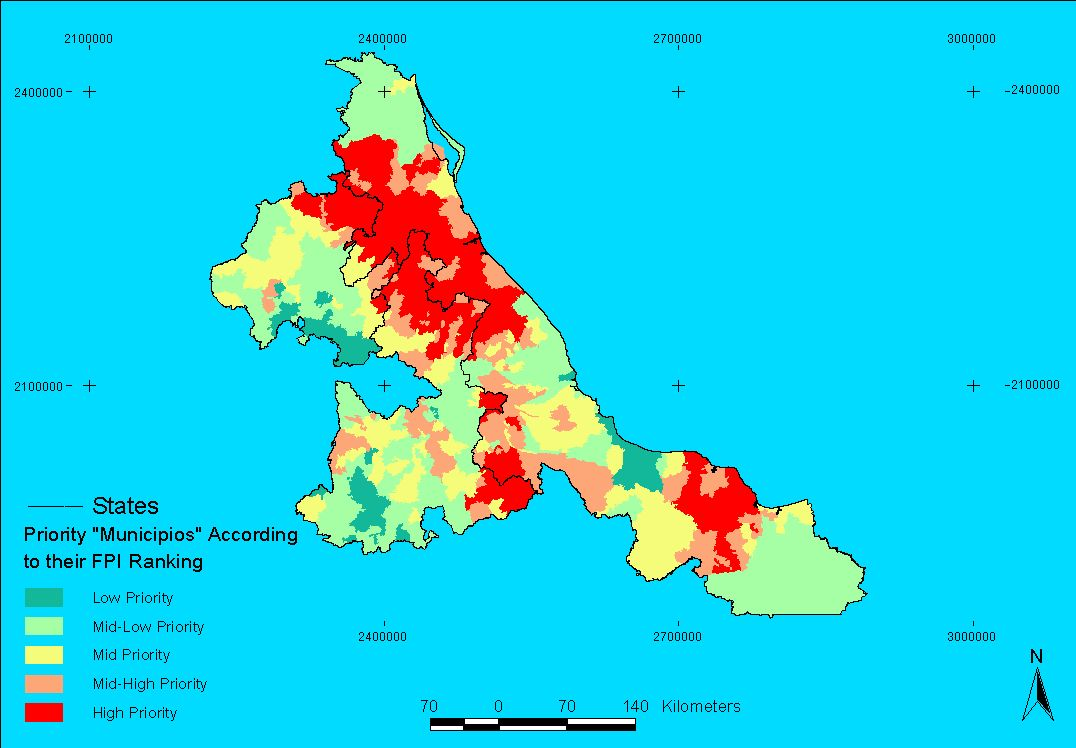 2100000 2400000 2700000 3000000
2400000 -2400000
2100000 -2100000
States
Priority "Municipios" According
to their FPI Ranking
Low Priority
Mid-Low Priority
Mid Priority
Mid-High Priority
High Priority
2400000 2700000 3000000
N
70 0 70 140 Kilometers